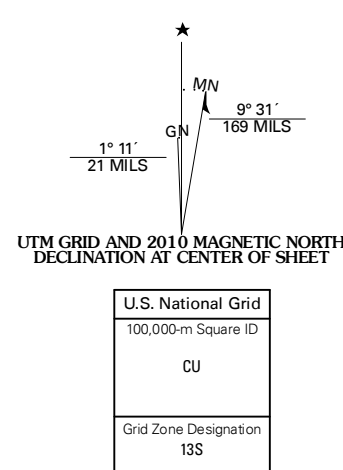 ★
MN
GN
9° 31´
169 MILS
1° 11´
21 MILS
UTM GRID AND 2010 MAGNETIC NORTH
DECLINATION AT CENTER OF SHEET
U.S. National Grid
100,000-m Square ID
CU
Grid Zone Designation
13S